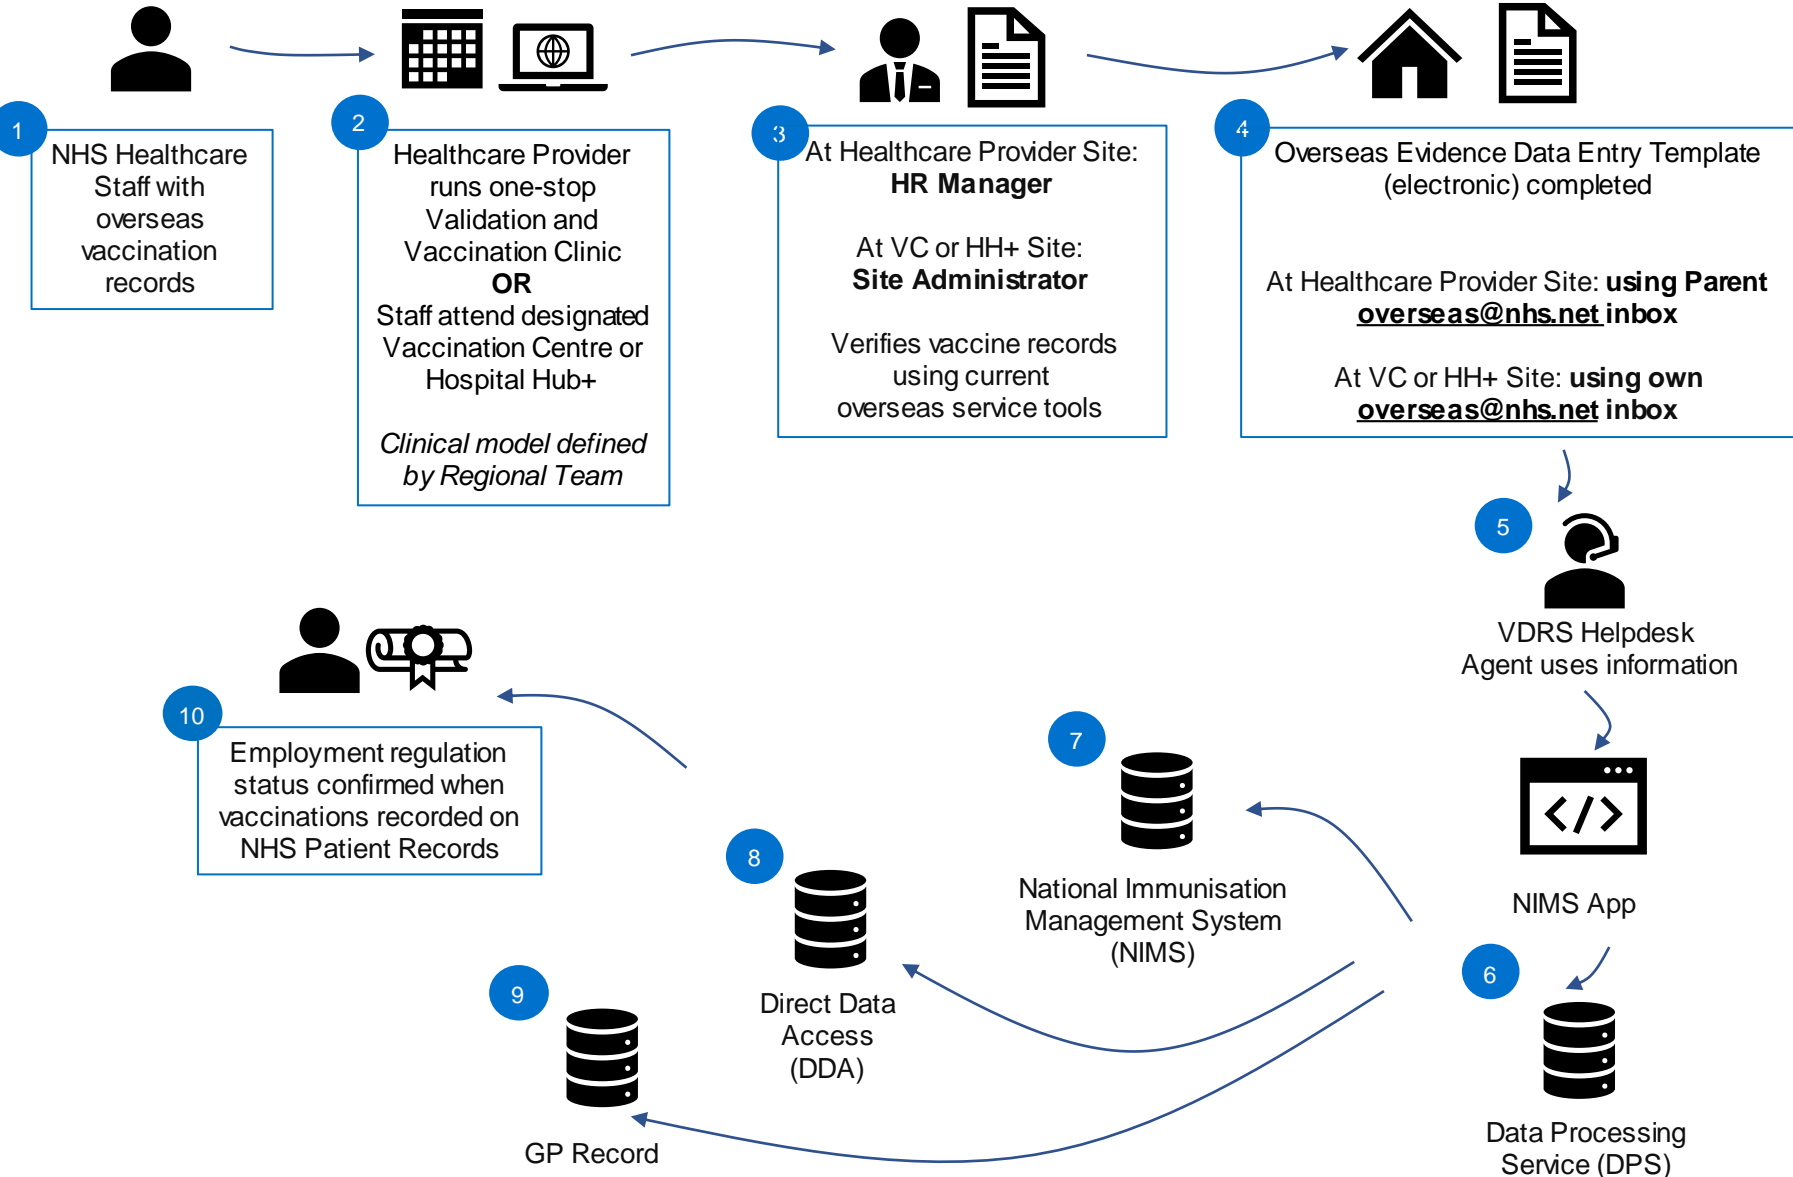 1
NHS Healthcare
Staff with
overseas
vaccination
records
2
Healthcare Provider
runs one-stop
Validation and
Vaccination Clinic
OR
Staff attend designated
Vaccination Centre or
Hospital Hub+
Clinical model defined
by Regional Team
3
At Healthcare Provider Site:
HR Manager
At VC or HH+ Site:
Site Administrator
Verifies vaccine records
using current
overseas service tools
4
Overseas Evidence Data Entry Template
(electronic) completed
At Healthcare Provider Site: using Parent
overseas@nhs.net inbox
At VC or HH+ Site: using own
overseas@nhs.net inbox
5
VDRS Helpdesk
Agent uses information
</>
NIMS App
6
Data Processing
Service (DPS)
7
National Immunisation
Management System
(NIMS)
8
Direct Data
Access
(DDA)
9
GP Record
10
Employment regulation
status confirmed when
vaccinations recorded on
NHS Patient Records